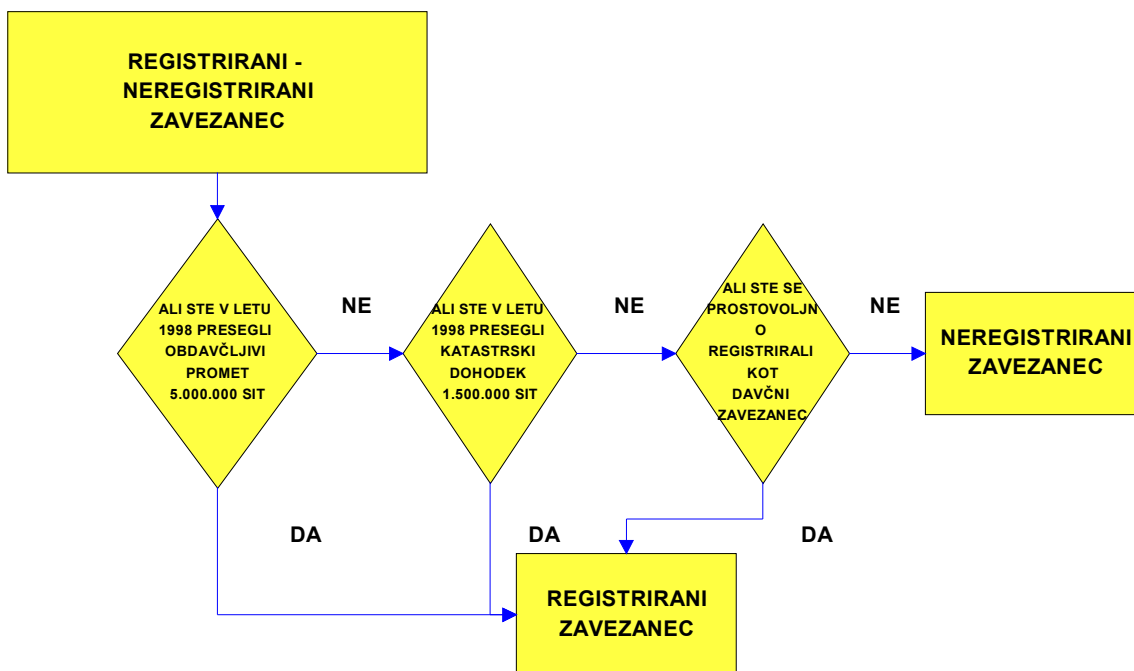 REGISTRIRANI -
NEREGISTRIRANI
ZAVEZANEC
ALI STE V LETU
1998 PRESEGLI
OBDAVČLJIVI
PROMET
5.000.000 SIT
NE
ALI STE V LETU
1998 PRESEGLI
KATASTRSKI
DOHODEK
1.500.000 SIT
NE
ALI STE SE
PROSTOVOLJN
O
REGISTRIRALI
KOT
DAVČNI
ZAVEZANEC
NE
NEREGISTRIRANI
ZAVEZANEC
DA
DA
DA
REGISTRIRANI
ZAVEZANEC